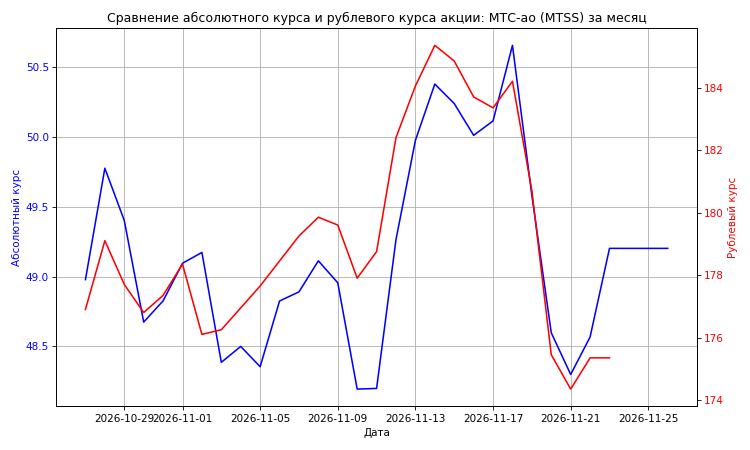 Сравнение абсолютного курса и рублевого курса акции: МТС-ао (MTSS) за месяц
50.5
50.0
49.5
49.0
48.5
Абсолютный курс
184
182
180
178
176
174
Рублевый курс
2026-10-29 2026-11-01 2026-11-05 2026-11-09 2026-11-13 2026-11-17 2026-11-21 2026-11-25
Дата